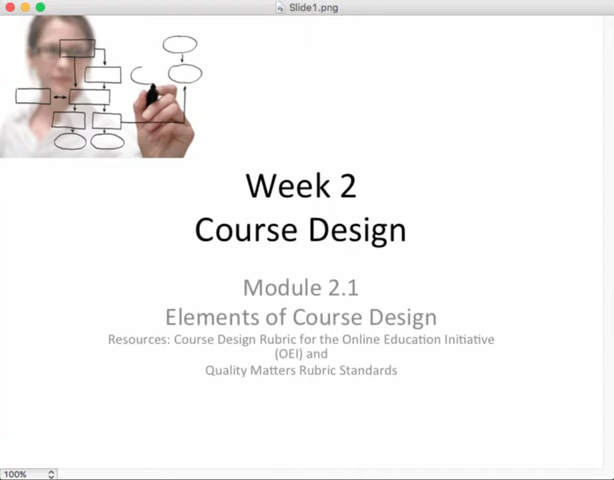 Slide1.png
Week 2
Course Design
Module 2.1
Elements of Course Design
Resources: Course Design Rubric for the Online Education Initiative
(OEI) and
Quality Matters Rubric Standards
100%